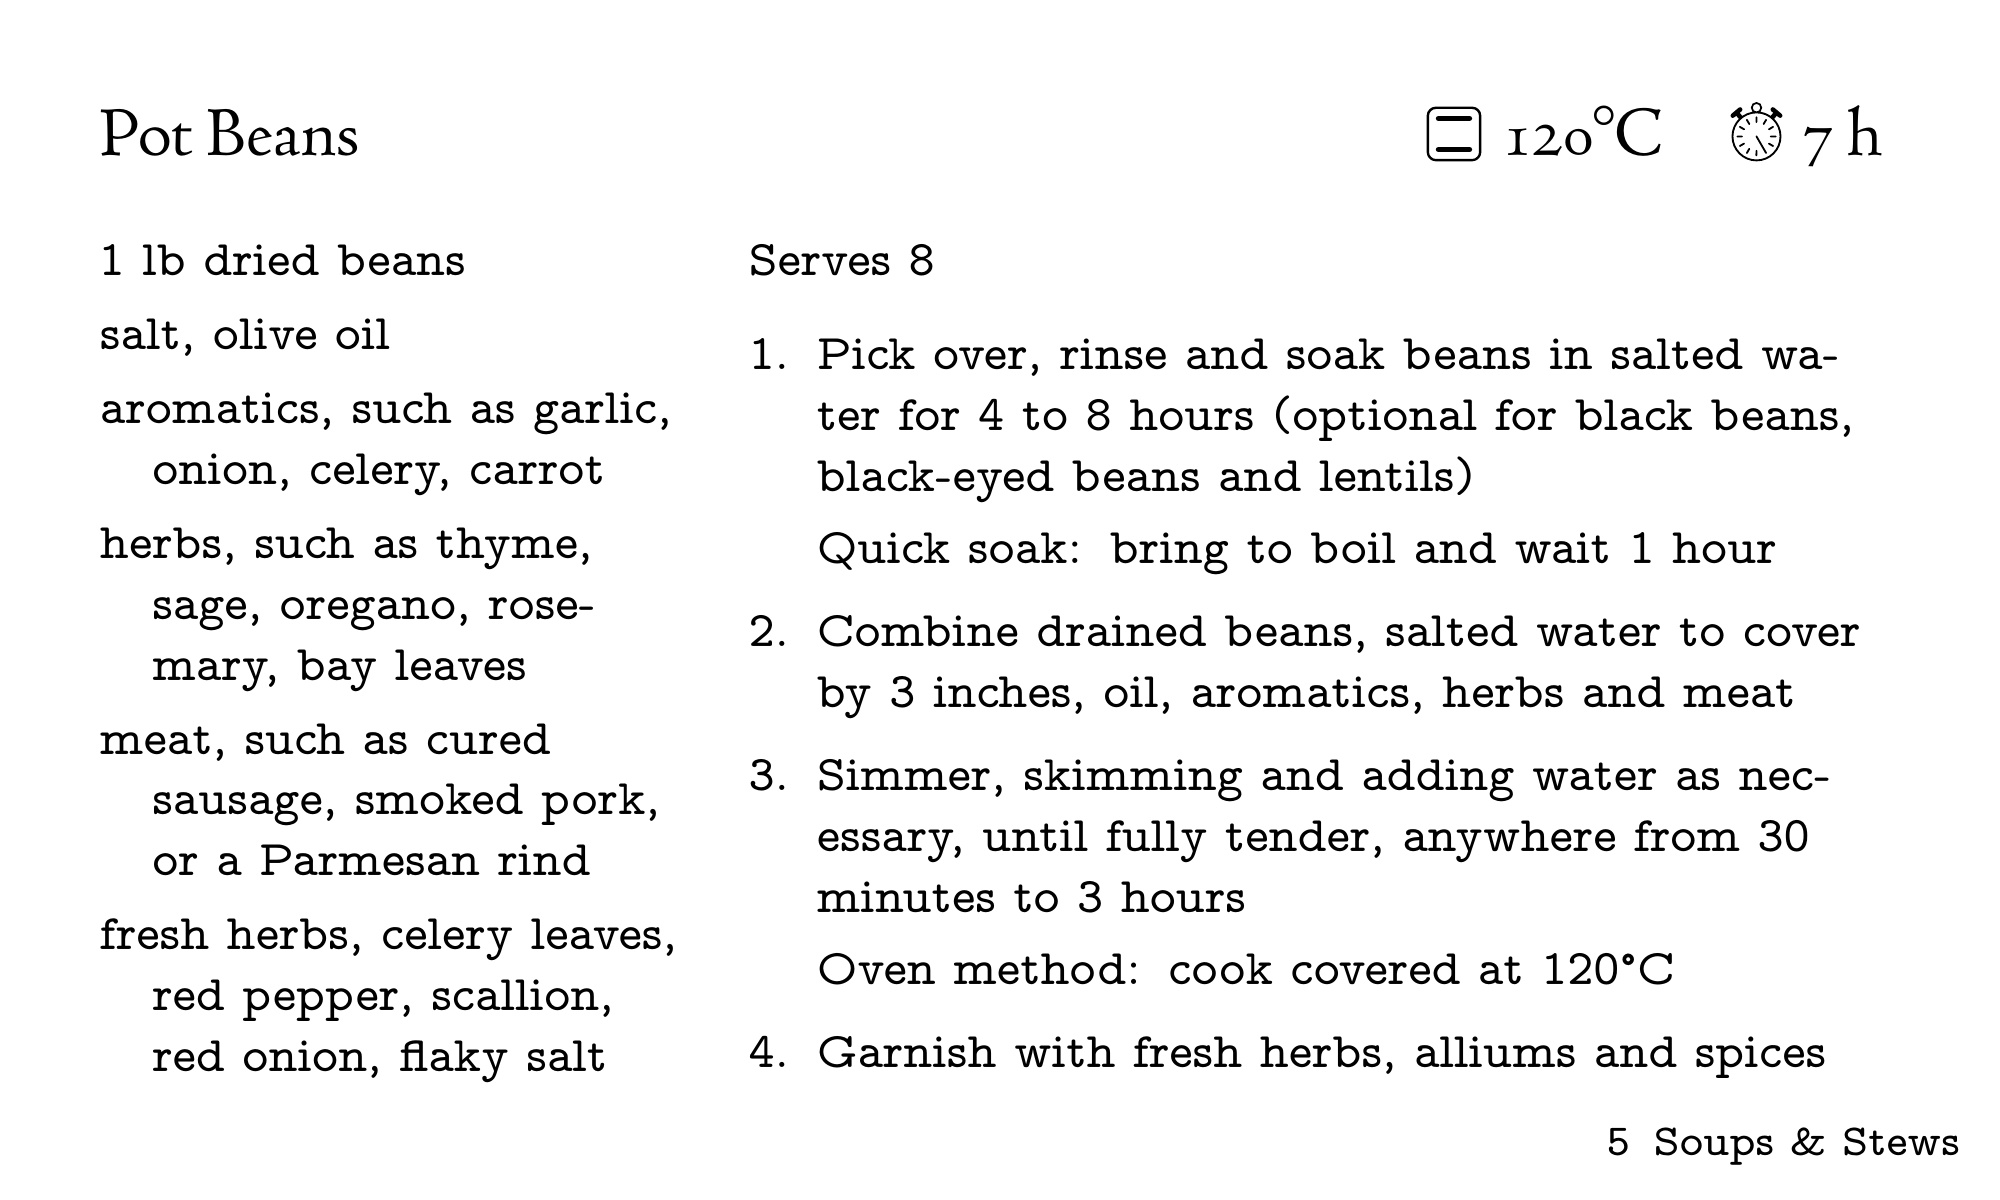 Pot Beans
120°C 7 h
1 lb dried beans
salt, olive oil
aromatics, such as garlic,
onion, celery, carrot
herbs, such as thyme,
sage, oregano, rose-
mary, bay leaves
meat, such as cured
sausage, smoked pork,
or a Parmesan rind
fresh herbs, celery leaves,
red pepper, scallion,
red onion, flaky salt
Serves 8
1. Pick over, rinse and soak beans in salted wa-
ter for 4 to 8 hours (optional for black beans,
black-eyed beans and lentils)
Quick soak: bring to boil and wait 1 hour
2. Combine drained beans, salted water to cover
by 3 inches, oil, aromatics, herbs and meat
3. Simmer, skimming and adding water as nec-
essary, until fully tender, anywhere from 30
minutes to 3 hours
Oven method: cook covered at 120°C
4. Garnish with fresh herbs, alliums and spices
5 Soups & Stews